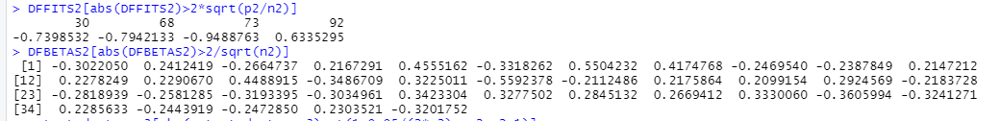 > DFFITS2[abs(DFFITS2)>2*sqrt(p2/n2)]
30 68 73 92
-0.7398532 -0.7942133 -0.9488763 0.6335295
> DFBETAS2[abs(DFBETAS2)>2/sqrt(n2)]
[1] -0.3022050 0.2412419 -0.2664737 0.2167291 0.4555162 -0.3318262 0.5504232 0.4174768 -0.2469540 -0.2387849 0.2147212
[12] 0.2278249 0.2290670 0.4488915 -0.3486709 0.3225011 -0.5592378 -0.2112486 0.2175864 0.2099154 0.2924569 -0.2183728
[23] -0.2818939 -0.2581285 -0.3193395 -0.3034961 0.3423304 0.3277502 0.2845132 0.2669412 0.3330060 -0.3605994 -0.3241271
[34] 0.2285633 -0.2443919 -0.2472850 0.2303521 -0.3201752